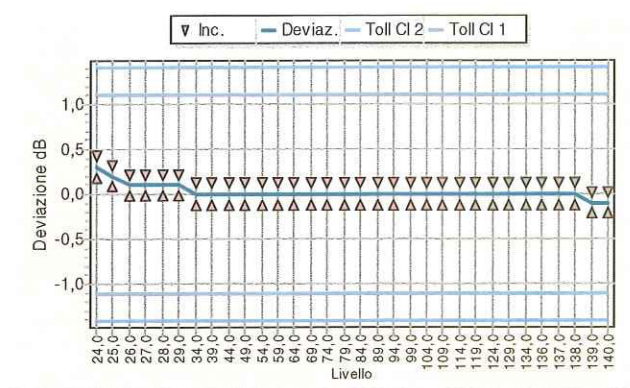 Inc. Deviaz. Toll Cl 2 Toll Cl 1
Deviazione dB
1,0
0,5
0,0
-0,5
-1,0
24,0 25,0 26,0 27,0 28,0 29,0 34,0 39,0 44,0 49,0 54,0 59,0 64,0 69,0 74,0 79,0 84,0 89,0 94,0 99,0 104,0 109,0 114,0 119,0 124,0 129,0 134,0 136,0 137,0 138,0 139,0 140,0
Livello